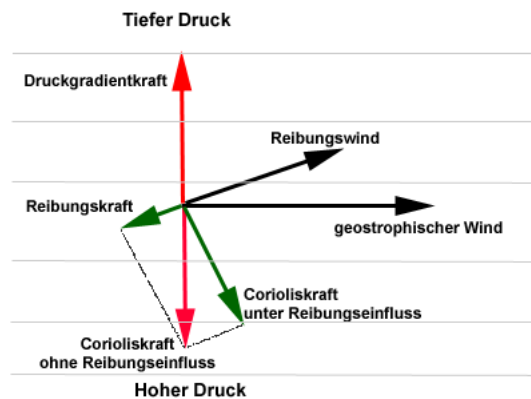 Tiefer Druck
Druckgradientkraft
Reibungswind
Reibungskraft
geostrophischer Wind
Corioliskraft
unter Reibungseinfluss
Corioliskraft
ohne Reibungseinfluss
Hoher Druck